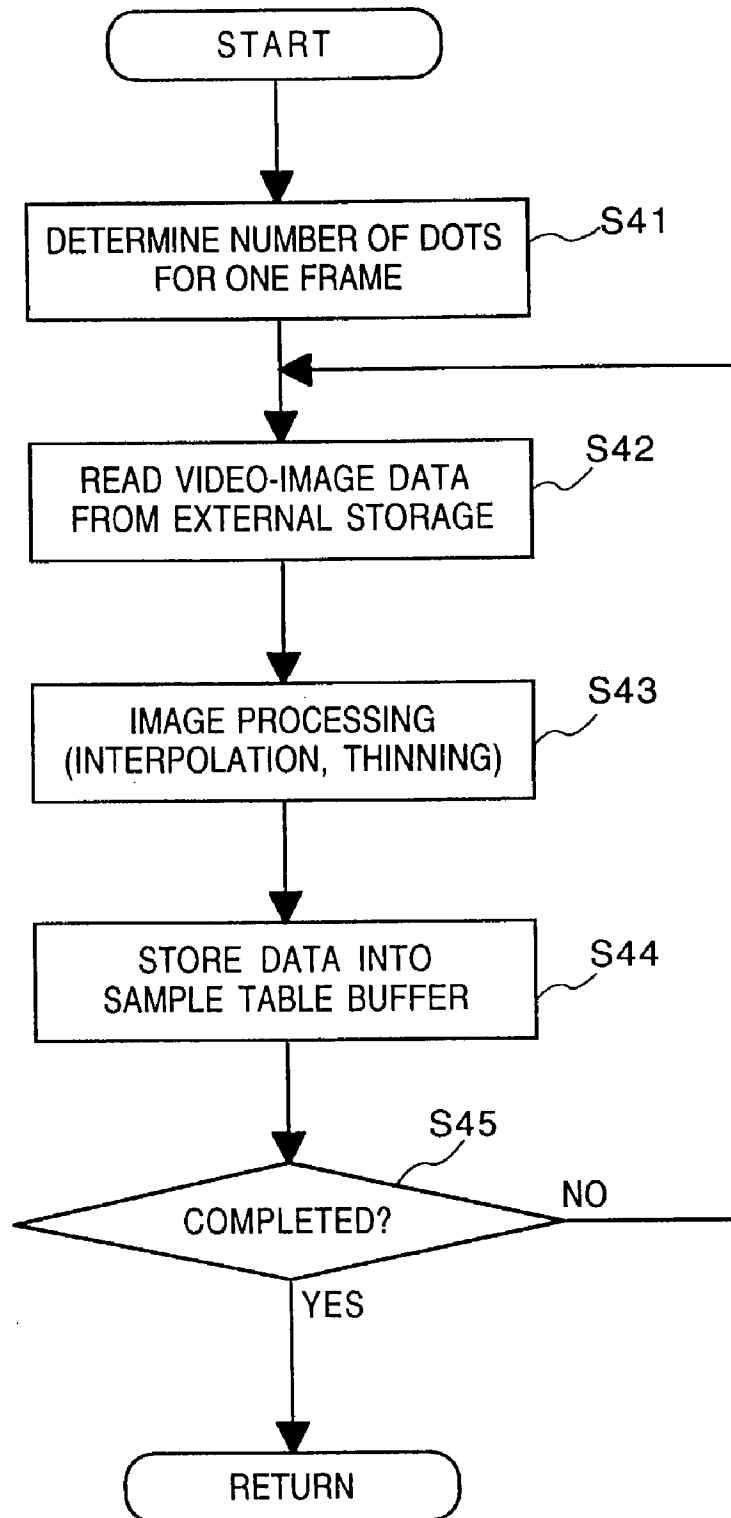 START
DETERMINE NUMBER OF DOTS
FOR ONE FRAME
S41
READ VIDEO-IMAGE DATA
FROM EXTERNAL STORAGE
S42
IMAGE PROCESSING
(INTERPOLATION, THINNING)
S43
STORE DATA INTO
SAMPLE TABLE BUFFER
S44
S45
COMPLETED?
NO
YES
RETURN